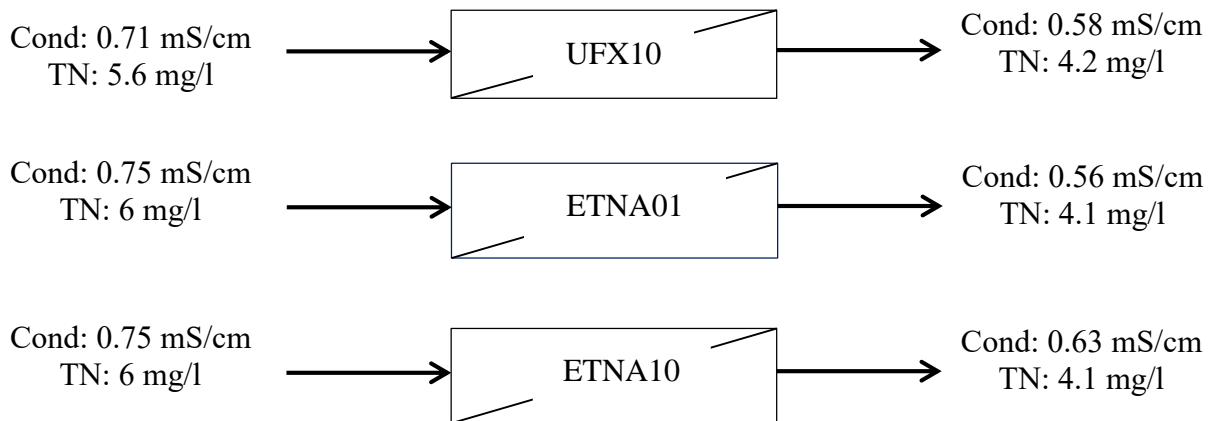 Cond: 0.71 mS/cm
TN: 5.6 mg/l
UFX10
Cond: 0.58 mS/cm
TN: 4.2 mg/l
Cond: 0.75 mS/cm
TN: 6 mg/l
ETNA01
Cond: 0.56 mS/cm
TN: 4.1 mg/l
Cond: 0.75 mS/cm
TN: 6 mg/l
ETNA10
Cond: 0.63 mS/cm
TN: 4.1 mg/l